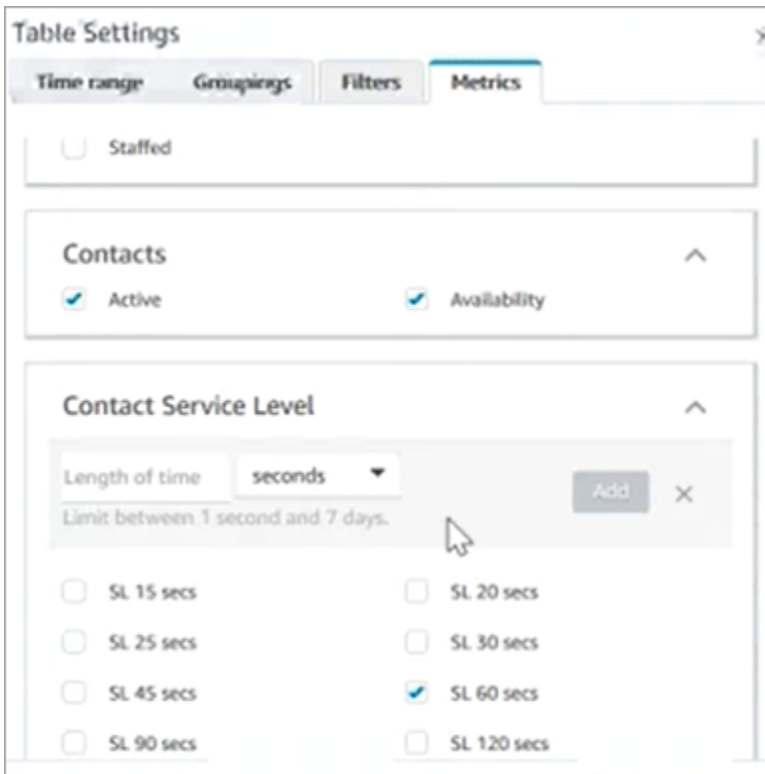 Table Settings
Time range Groupings Filters Metrics
Staffed
Contacts
Active Availability
Contact Service Level
Length of time seconds Add
Limit between 1 second and 7 days.
SL 15 secs SL 20 secs
SL 25 secs SL 30 secs
SL 45 secs SL 60 secs
SL 90 secs SL 120 secs